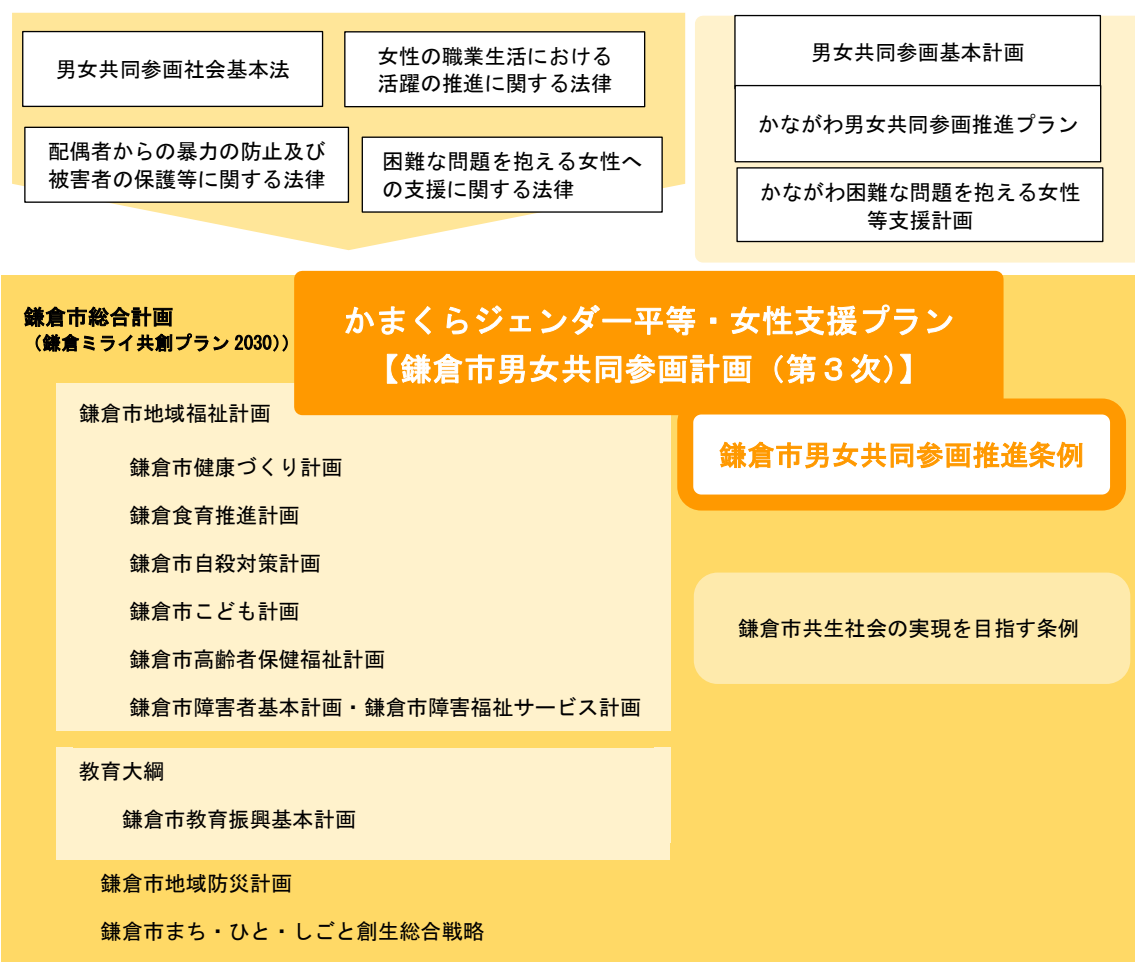 男女共同参画社会基本法
女性の職業生活における
活躍の推進に関する法律
配偶者からの暴力の防止及び
被害者の保護等に関する法律
困難な問題を抱える女性へ
の支援に関する法律
男女共同参画基本計画
かながわ男女共同参画推進プラン
かながわ困難な問題を抱える女性
等支援計画
鎌倉市総合計画
（鎌倉ミライ共創プラン 2030)）
かまくらジェンダー平等・女性支援プラン
【鎌倉市男女共同参画計画（第３次)】
鎌倉市地域福祉計画
鎌倉市健康づくり計画
鎌倉食育推進計画
鎌倉市自殺対策計画
鎌倉市こども計画
鎌倉市高齢者保健福祉計画
鎌倉市障害者基本計画・鎌倉市障害福祉サービス計画
鎌倉市男女共同参画推進条例
鎌倉市共生社会の実現を目指す条例
教育大綱
鎌倉市教育振興基本計画
鎌倉市地域防災計画
鎌倉市まち・ひと・しごと創生総合戦略